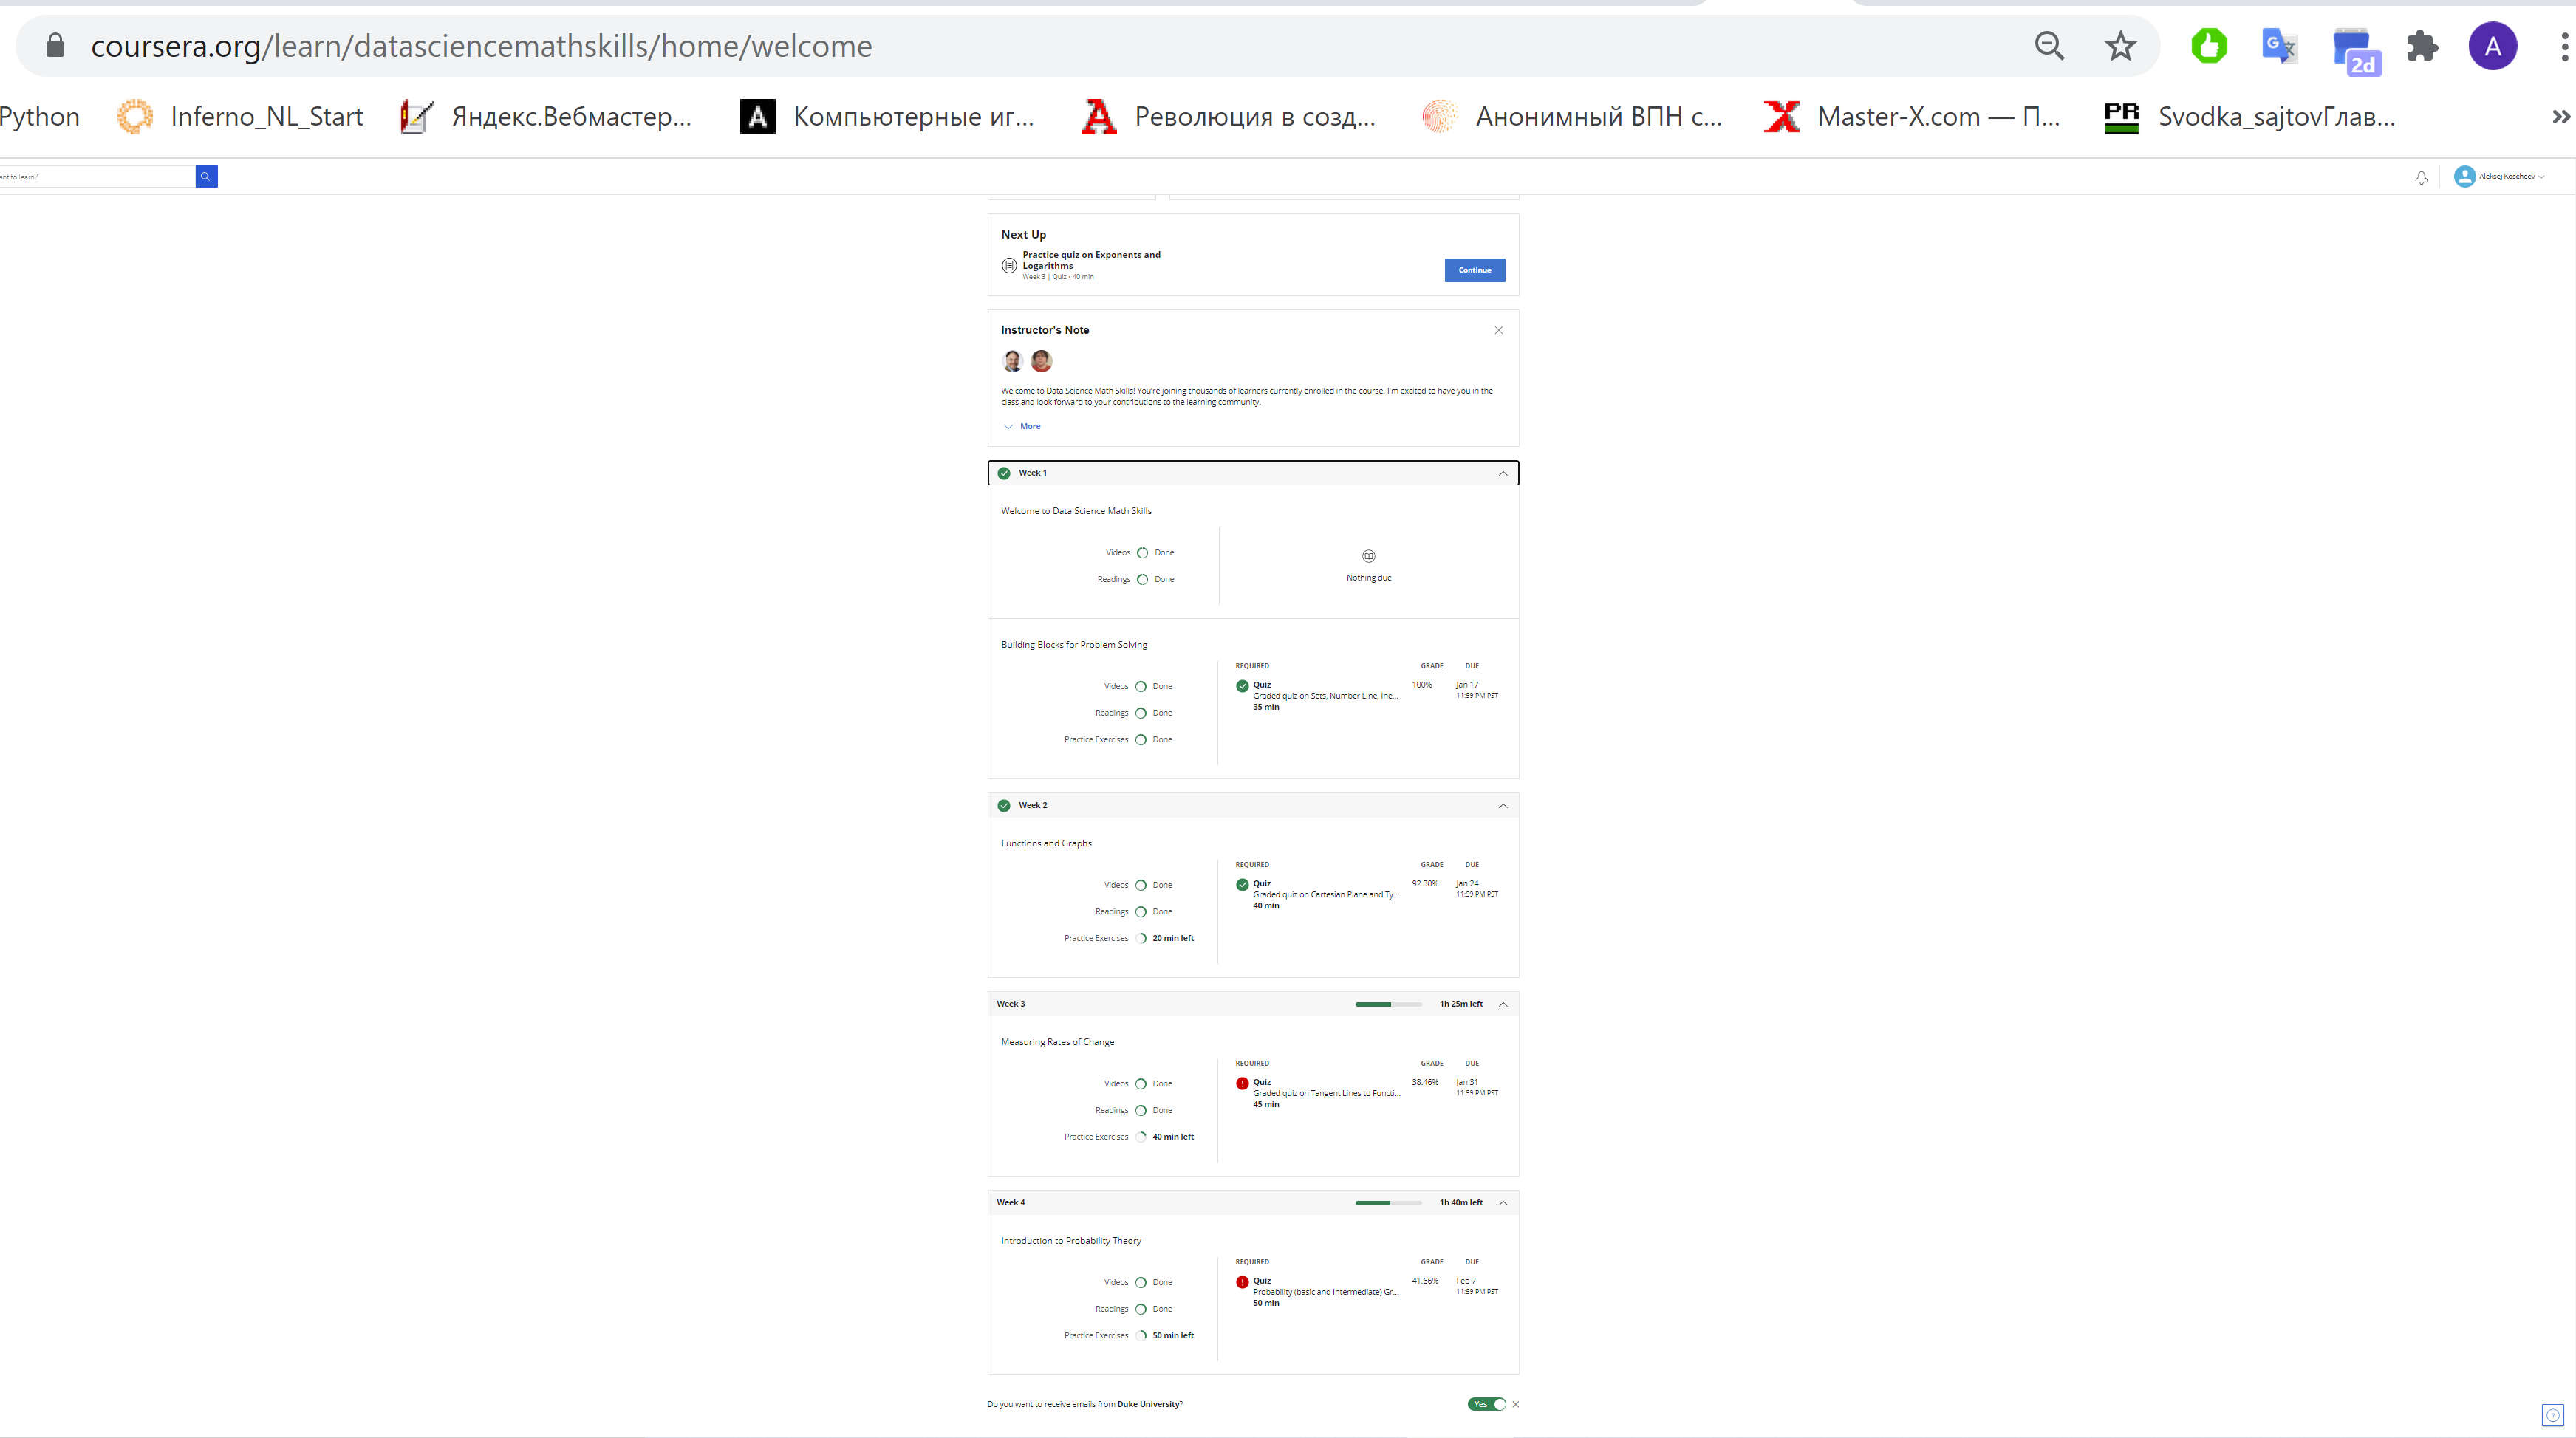 coursera.org/learn/datasciencemathskills/home/welcome
2d
A
Python
Inferno_NL_Start
Яндекс.Вебмастер...
Компьютерные иг...
Революция в созд...
Анонимный ВПН с...
Master-X.com — П...
PR
Svodka_sajtovГлав...
ant to learn?
Aleksej Koscheev
Next Up
Practice quiz on Exponents and
Logarithms
Week 3 | Quiz • 40 min
Continue
Instructor's Note
Welcome to Data Science Math Skills! You're joining thousands of learners currently enrolled in the course. I'm excited to have you in the
class and look forward to your contributions to the learning community.
More
Week 1
Welcome to Data Science Math Skills
Videos Done
Readings Done
Nothing due
Building Blocks for Problem Solving
Videos Done
Readings Done
Practice Exercises Done
REQUIRED GRADE DUE
Quiz 100% Jan 17
Graded quiz on Sets, Number Line, Ine... 11:59 PM PST
35 min
Week 2
Functions and Graphs
Videos Done
Readings Done
Practice Exercises 20 min left
REQUIRED GRADE DUE
Quiz 92.30% Jan 24
Graded quiz on Cartesian Plane and Ty... 11:59 PM PST
40 min
Week 3 1h 25m left
Measuring Rates of Change
Videos Done
Readings Done
Practice Exercises 40 min left
REQUIRED GRADE DUE
Quiz 38.46% Jan 31
Graded quiz on Tangent Lines to Functi... 11:59 PM PST
45 min
Week 4 1h 40m left
Introduction to Probability Theory
Videos Done
Readings Done
Practice Exercises 50 min left
REQUIRED GRADE DUE
Quiz 41.66% Feb 7
Probability (basic and Intermediate) Gr... 11:59 PM PST
50 min
Do you want to receive emails from Duke University? Yes